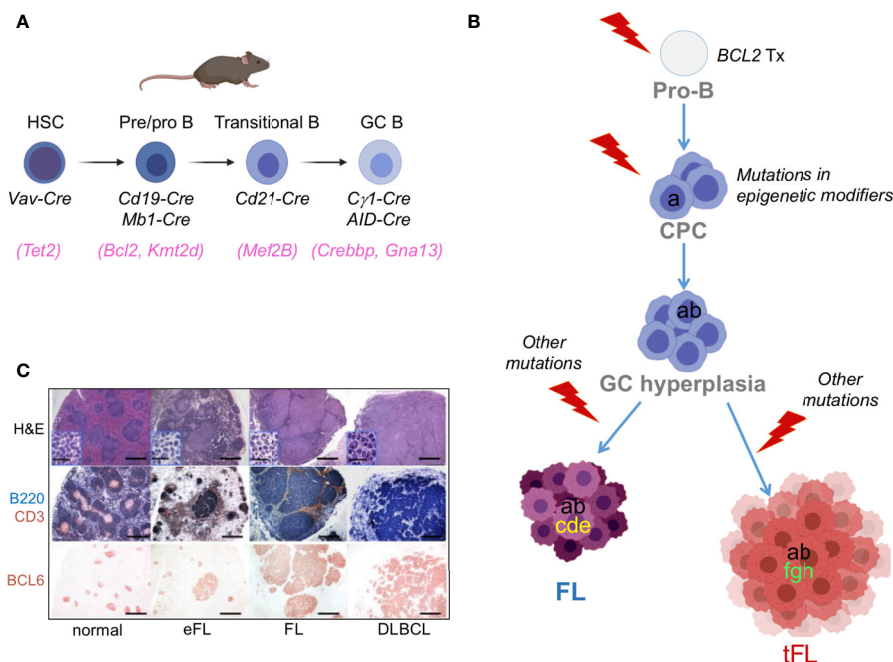 A
HSC
Pre/pro B
Transitional B
GC B
Vav-Cre
Cd19-Cre
Mb1-Cre
Cd21-Cre
Cγ1-Cre
AID-Cre
(Tet2)
(Bcl2, Kmt2d)
(Mef2B)
(Crebbp, Gna13)
B
BCL2 Tx
Pro-B
Mutations in
epigenetic modifiers
a
CPC
ab
GC hyperplasia
Other
mutations
Other
mutations
ab
cde
FL
ab
fgh
tFL
C
H&E
B220
CD3
BCL6
normal
eFL
FL
DLBCL